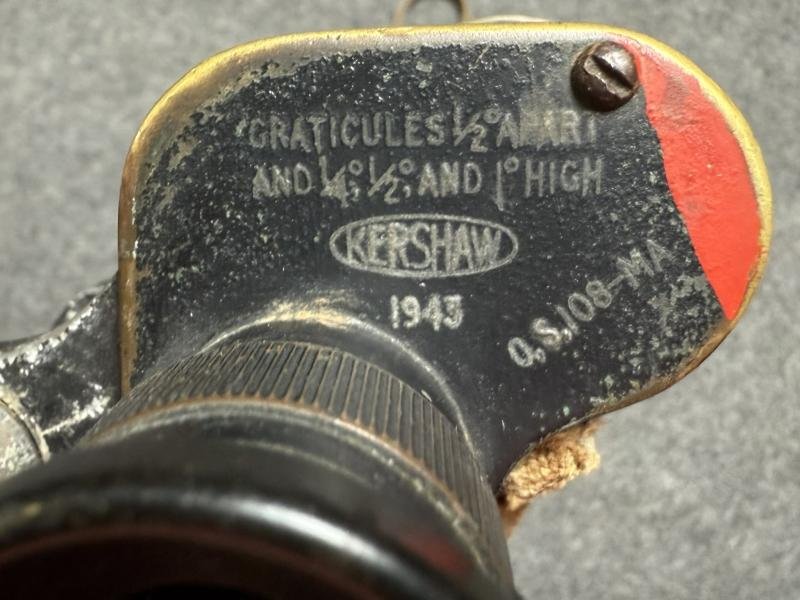 GRATICULES ½° APART
AND ¼°, ½°, AND 1° HIGH
KERSHAW
1943
O.S.108-MA